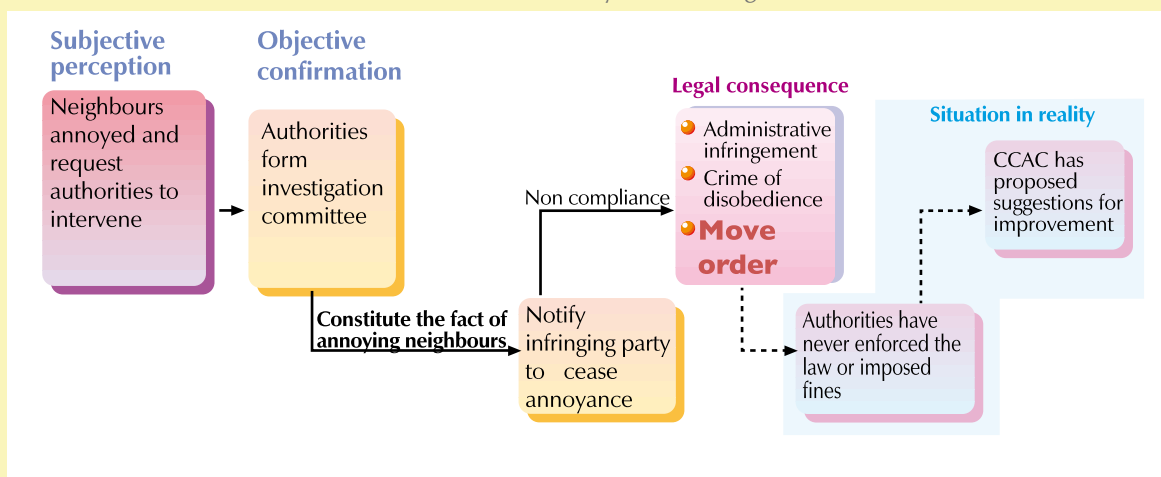 Subjective
perception
Neighbours
annoyed and
request
authorities to
intervene
Objective
confirmation
Authorities
form
investigation
committee
Constitute the fact of
annoying neighbours
Notify
infringing party
to cease
annoyance
Non compliance
Legal consequence
Administrative
infringement
Crime of
disobedience
Move
order
Situation in reality
Authorities have
never enforced the
law or imposed
fines
CCAC has
proposed
suggestions for
improvement